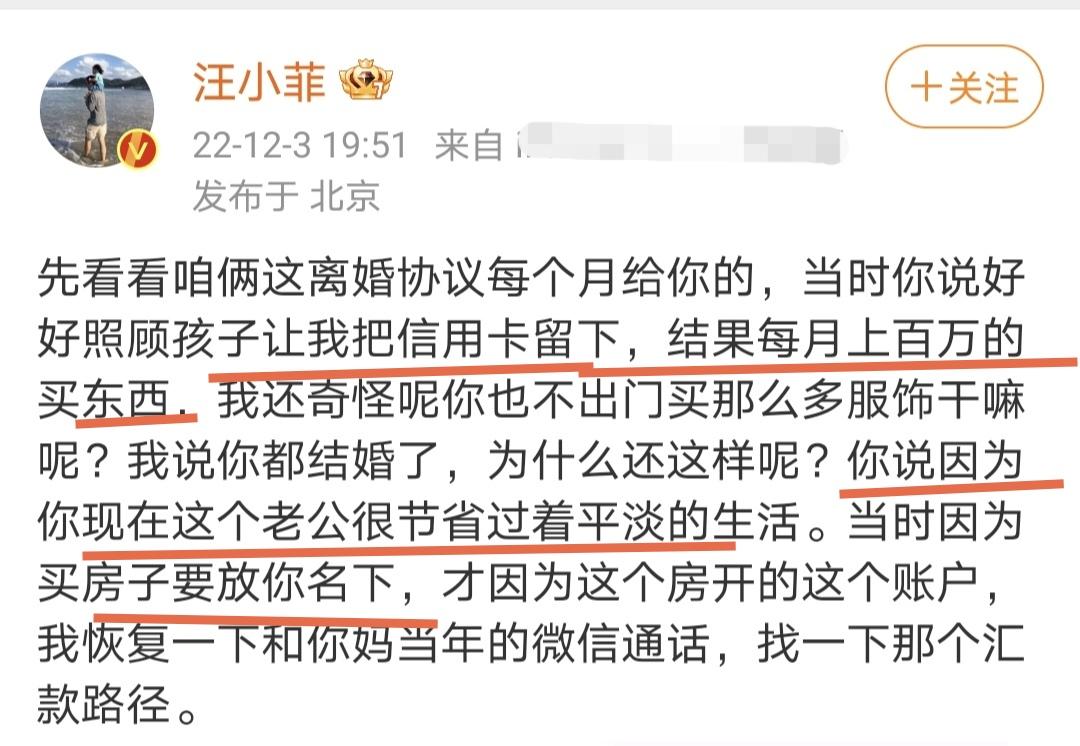 汪小菲
+关注
22-12-3 19:51 来自
发布于 北京
先看看咱俩这离婚协议每个月给你的，当时你说好
好照顾孩子让我把信用卡留下，结果每月上百万的
买东西，我还奇怪呢你也不出门买那么多服饰干嘛
呢？我说你都结婚了，为什么还这样呢？你说因为
你现在这个老公很节省过着平淡的生活。当时因为
买房子要放你名下，才因为这个房开的这个账户，
我恢复一下和你妈当年的微信通话，找一下那个汇
款路径。